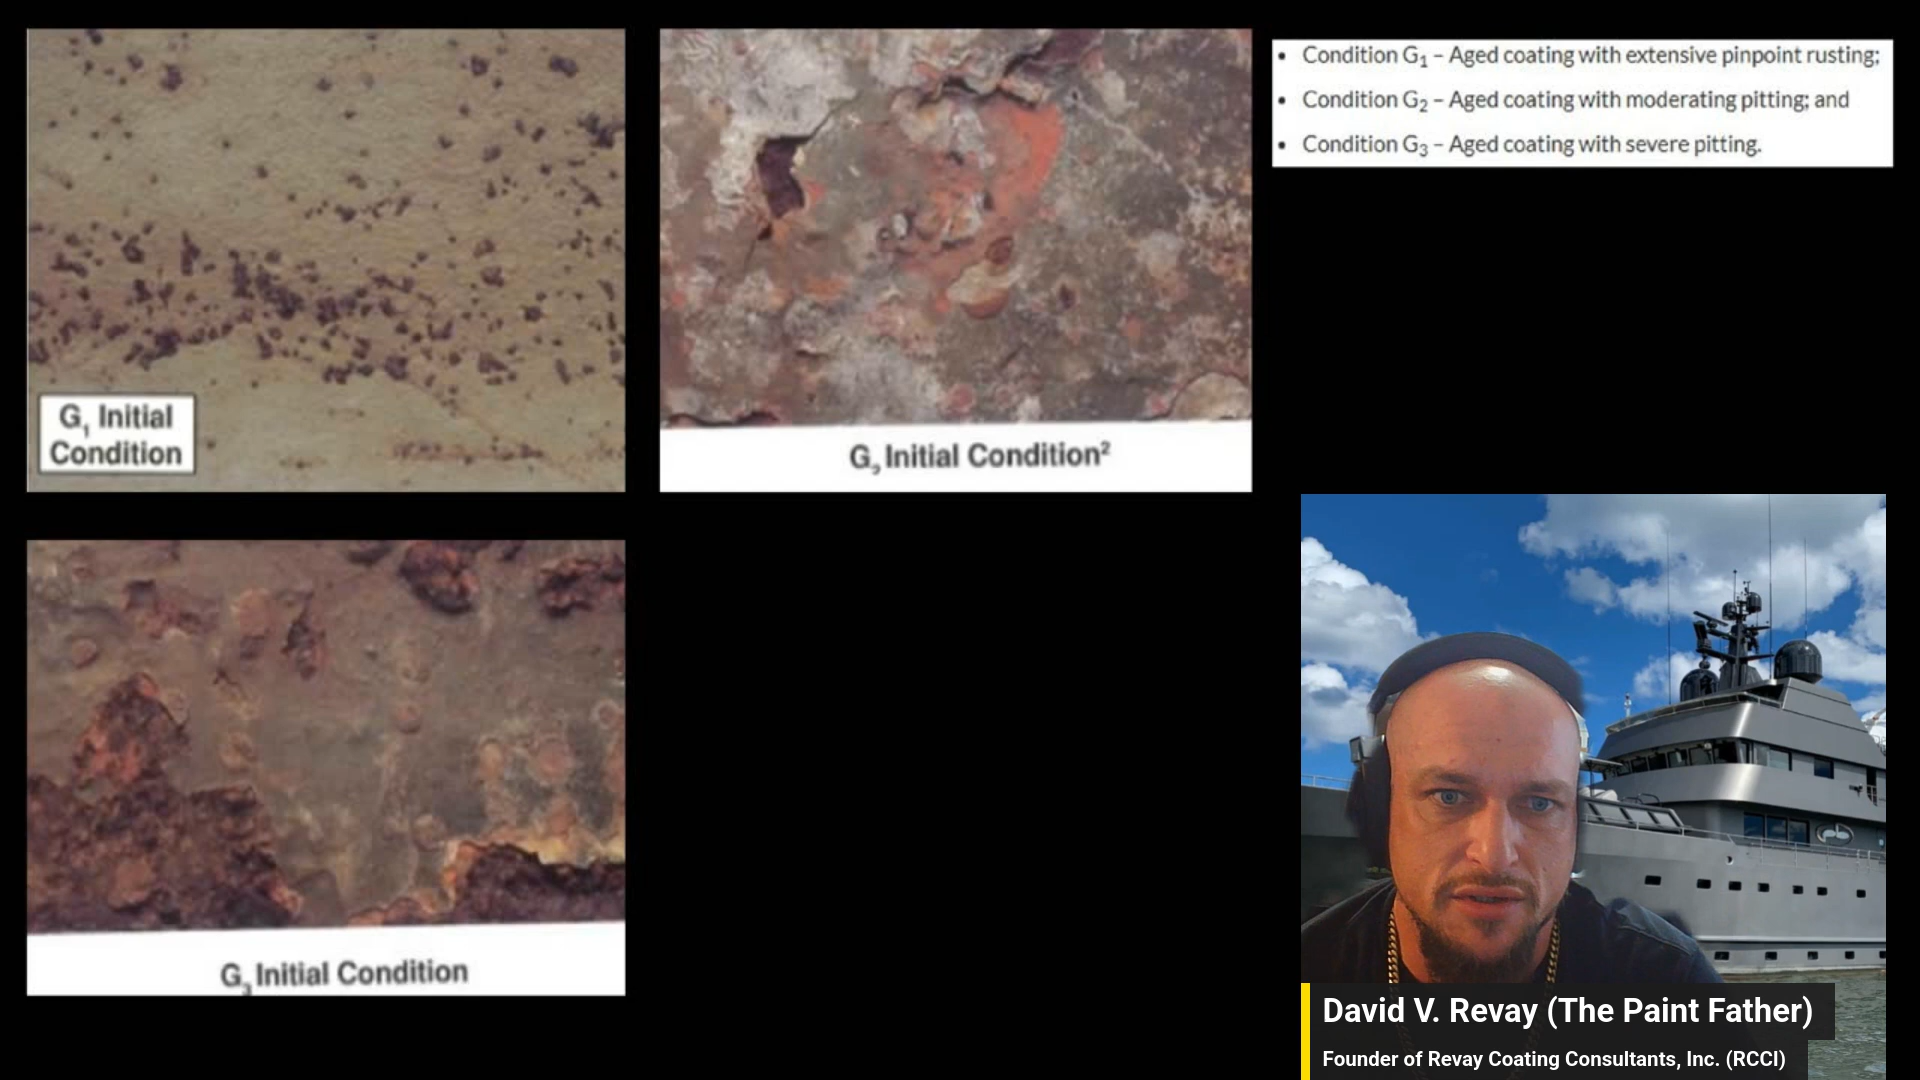 G₁ Initial
Condition
G₂ Initial Condition²
• Condition G₁ – Aged coating with extensive pinpoint rusting;
• Condition G₂ – Aged coating with moderating pitting; and
• Condition G₃ – Aged coating with severe pitting.
G₃ Initial Condition
David V. Revay (The Paint Father)
Founder of Revay Coating Consultants, Inc. (RCCI)